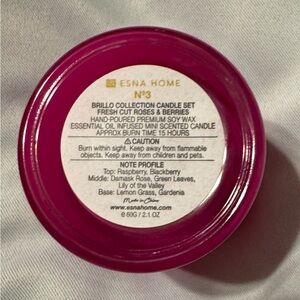 ESNA HOME
Nº3
BRILLO COLLECTION CANDLE SET
FRESH CUT ROSES & BERRIES
HAND-POURED PREMIUM SOY WAX
ESSENTIAL OIL INFUSED MINI SCENTED CANDLE
APPROX BURN TIME 15 HOURS
⚠ CAUTION
Burn within sight. Keep away from flammable
objects. Keep away from children and pets.
NOTE PROFILE
Top: Raspberry, Blackberry
Middle: Damask Rose, Green Leaves,
Lily of the Valley
Base: Lemon Grass, Gardenia
Made in China
www.esnahome.com
℮ 60G/ 2.1 OZ